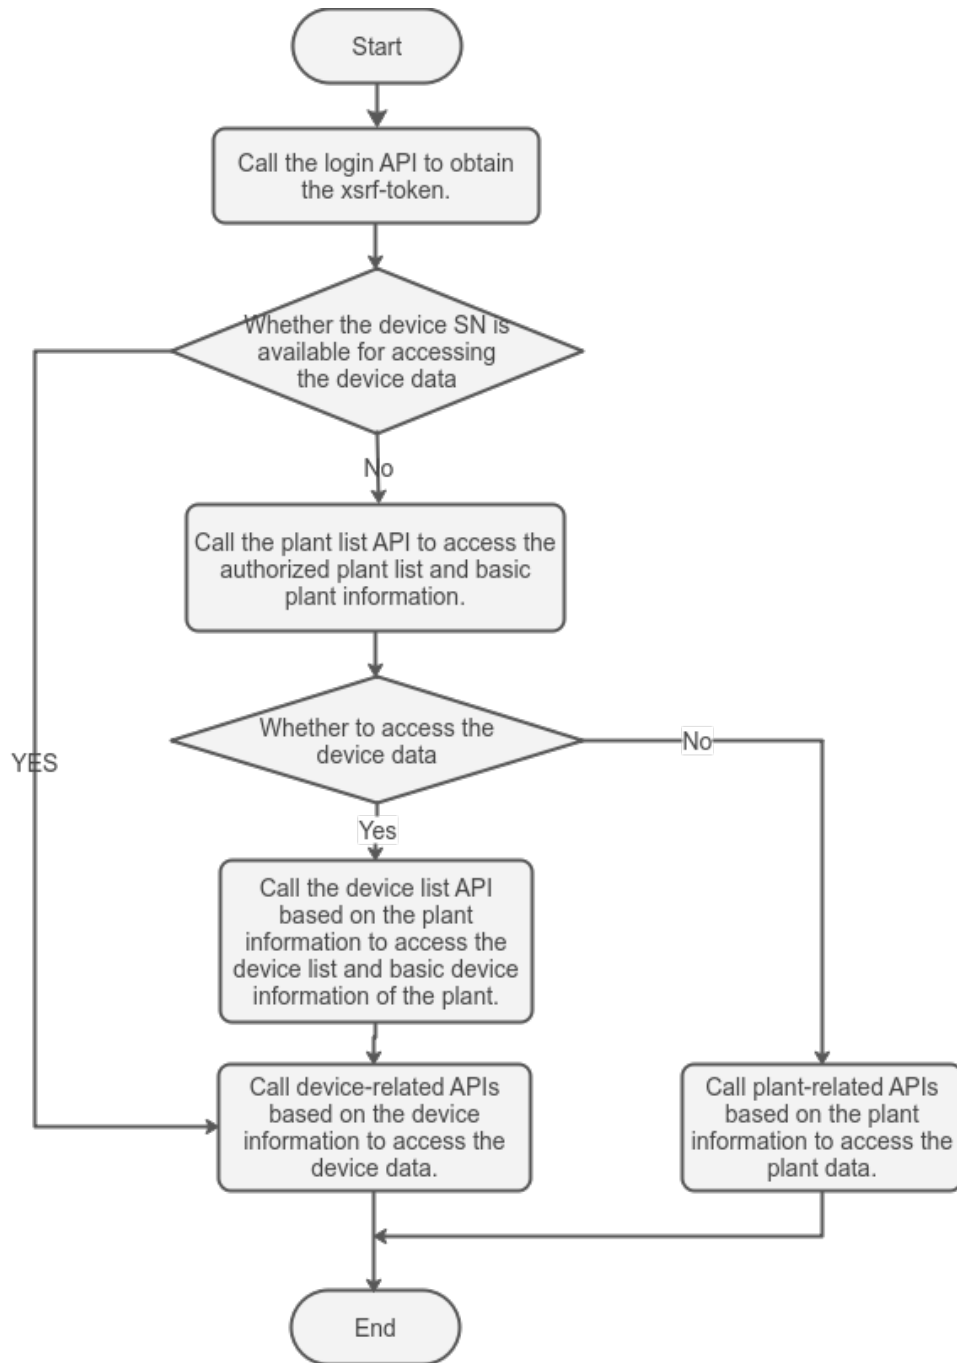 Start
Call the login API to obtain
the xsrf-token.
Whether the device SN is
available for accessing
the device data
No
Call the plant list API to access the
authorized plant list and basic
plant information.
Whether to access the
device data
No
YES
Yes
Call the device list API
based on the plant
information to access the
device list and basic device
information of the plant.
Call device-related APIs
based on the device
information to access the
device data.
Call plant-related APIs
based on the plant
information to access the
plant data.
End